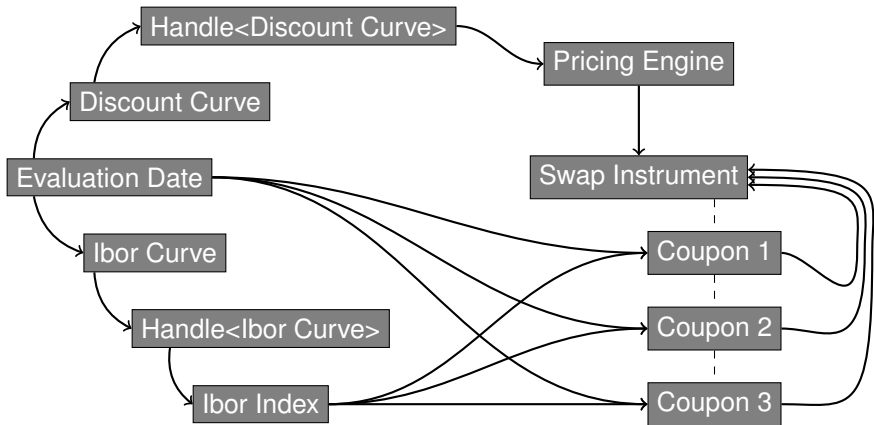 Handle<Discount Curve>
Pricing Engine
Discount Curve
Evaluation Date
Swap Instrument
Ibor Curve
Coupon 1
Handle<Ibor Curve>
Coupon 2
Ibor Index
Coupon 3